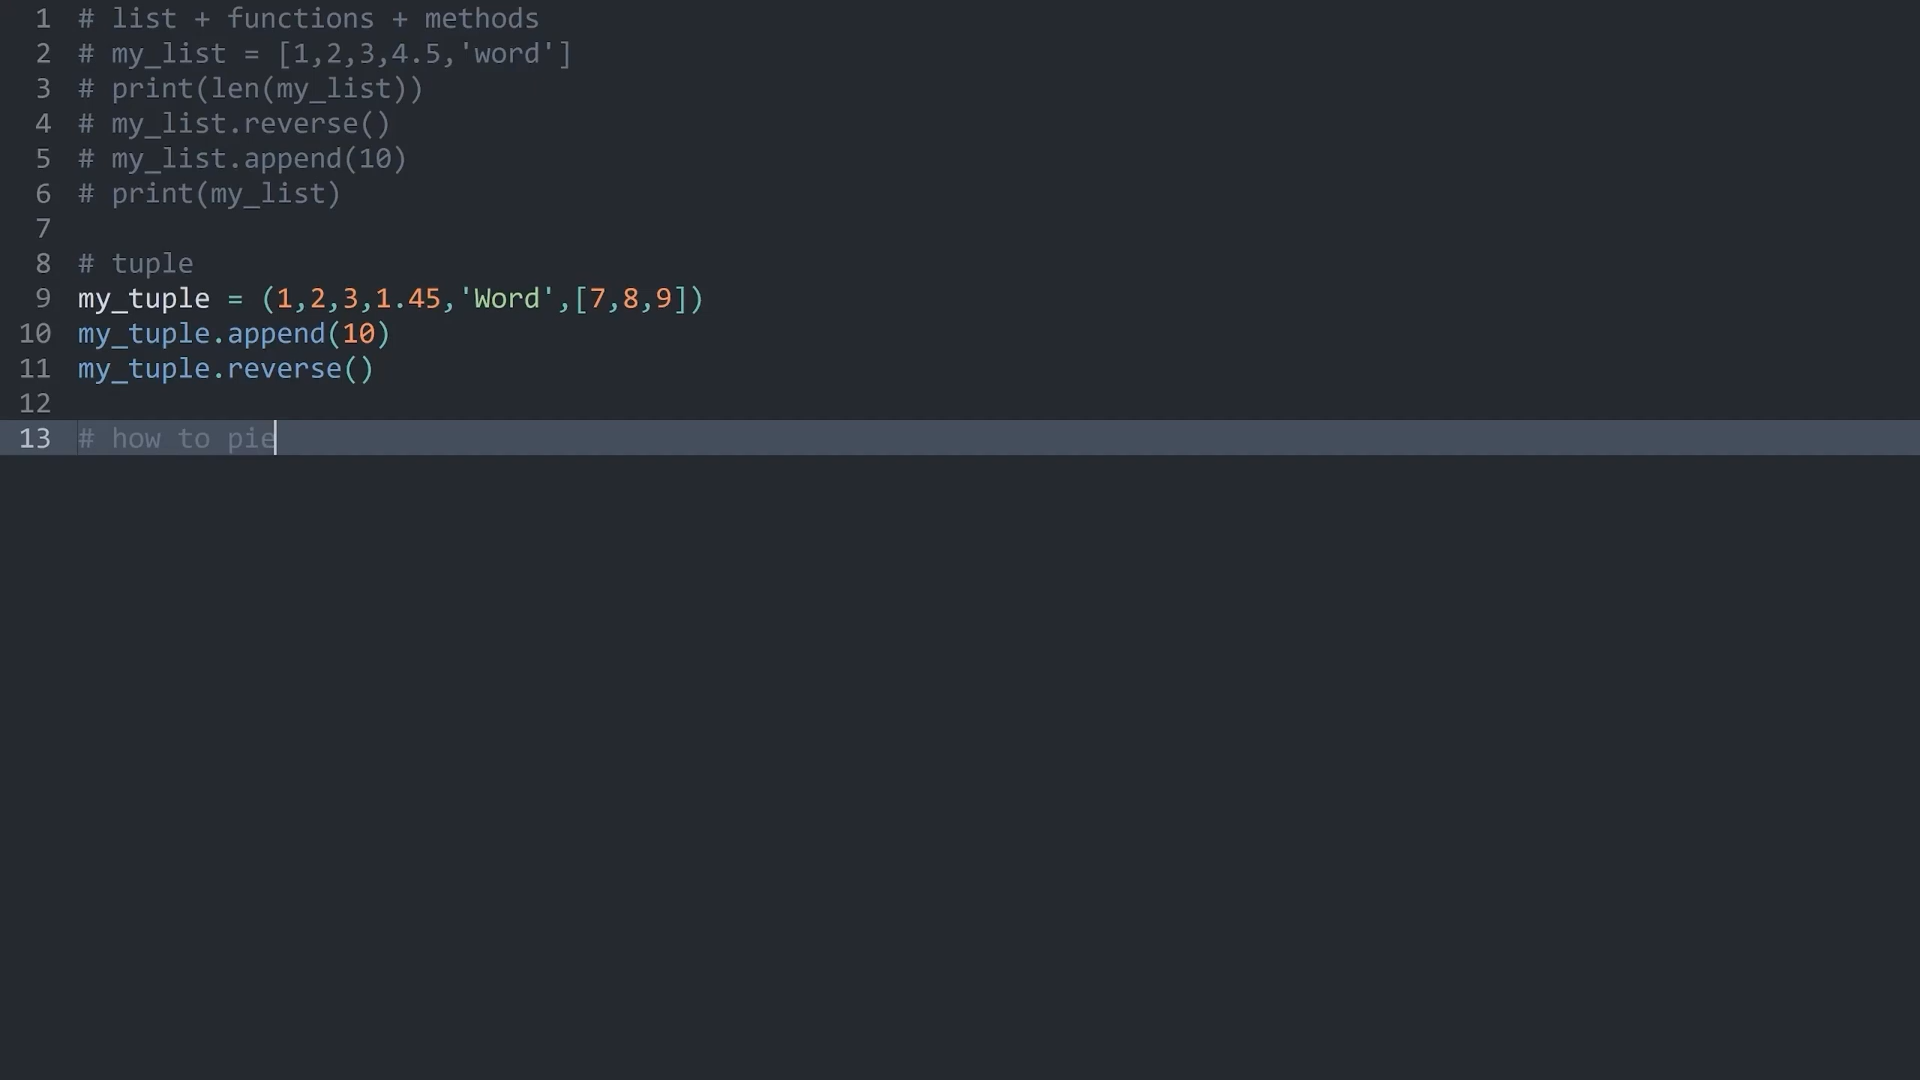 1 # list + functions + methods
2 # my_list = [1,2,3,4.5,'word']
3 # print(len(my_list))
4 # my_list.reverse()
5 # my_list.append(10)
6 # print(my_list)
7
8 # tuple
9 my_tuple = (1,2,3,1.45,'Word',[7,8,9])
10 my_tuple.append(10)
11 my_tuple.reverse()
12
13 # how to pie